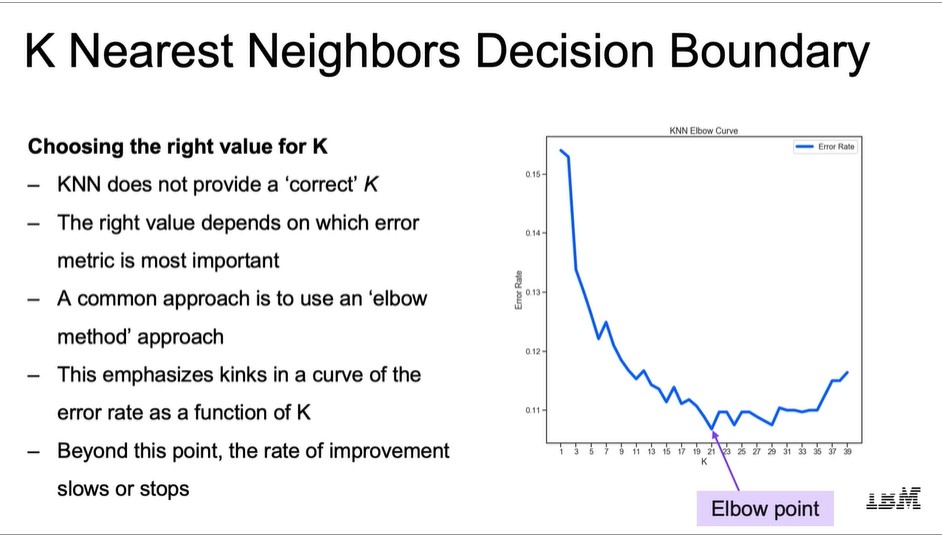 K Nearest Neighbors Decision Boundary
Choosing the right value for K
– KNN does not provide a ‘correct’ K
– The right value depends on which error
metric is most important
– A common approach is to use an ‘elbow
method’ approach
– This emphasizes kinks in a curve of the
error rate as a function of K
– Beyond this point, the rate of improvement
slows or stops
KNN Elbow Curve
Error Rate
0.15
0.14
0.13
0.12
0.11
Error Rate
1 3 5 7 9 11 13 15 17 19 21 23 25 27 29 31 33 35 37 39
K
Elbow point
IBM